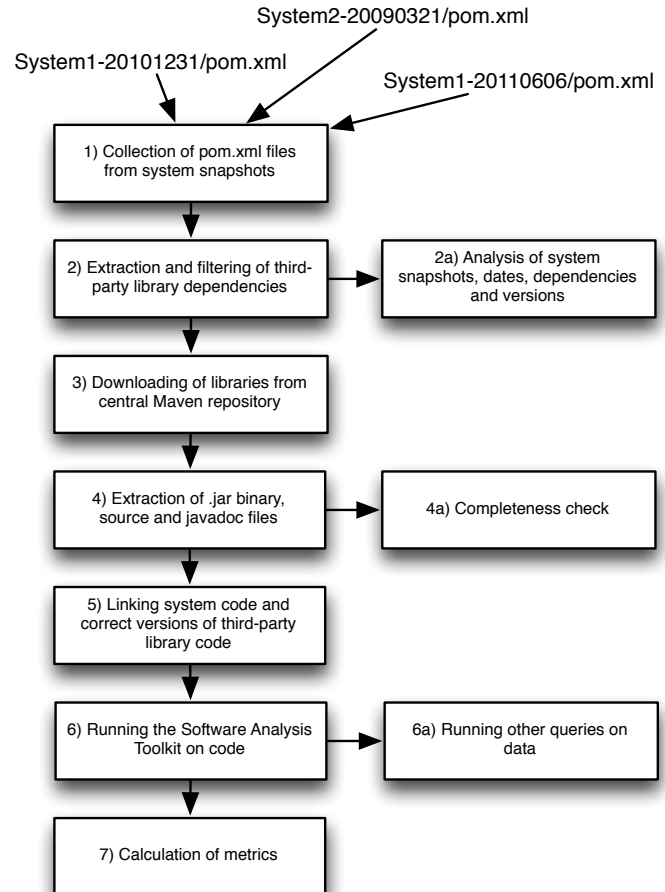 System2-20090321/pom.xml
System1-20101231/pom.xml
System1-20110606/pom.xml
1) Collection of pom.xml files
from system snapshots
2) Extraction and filtering of third-
party library dependencies
2a) Analysis of system
snapshots, dates, dependencies
and versions
3) Downloading of libraries from
central Maven repository
4) Extraction of .jar binary,
source and javadoc files
4a) Completeness check
5) Linking system code and
correct versions of third-party
library code
6) Running the Software Analysis
Toolkit on code
6a) Running other queries on
data
7) Calculation of metrics